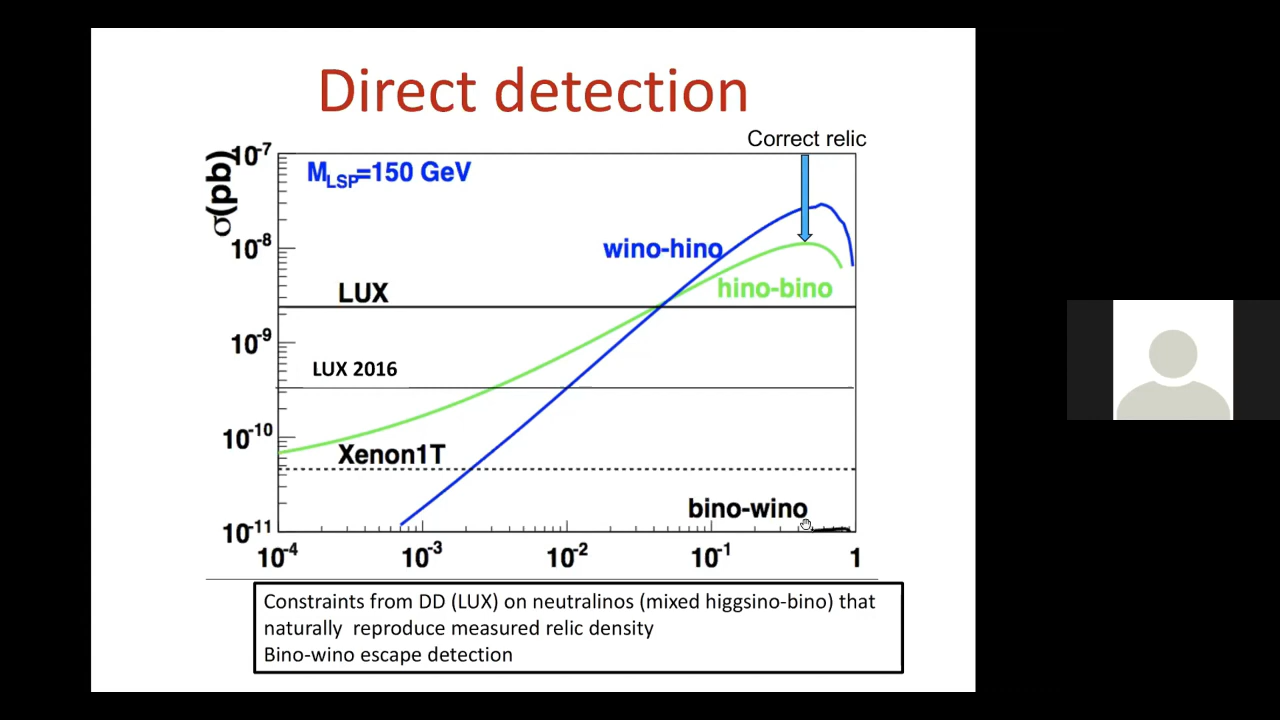 Direct detection
Correct relic
σ(pb)
10-7
MLSP=150 GeV
10-8
wino-hino
hino-bino
LUX
10-9
LUX 2016
10-10
Xenon1T
bino-wino
10-11
10-4 10-3 10-2 10-1 1
Constraints from DD (LUX) on neutralinos (mixed higgsino-bino) that
naturally reproduce measured relic density
Bino-wino escape detection